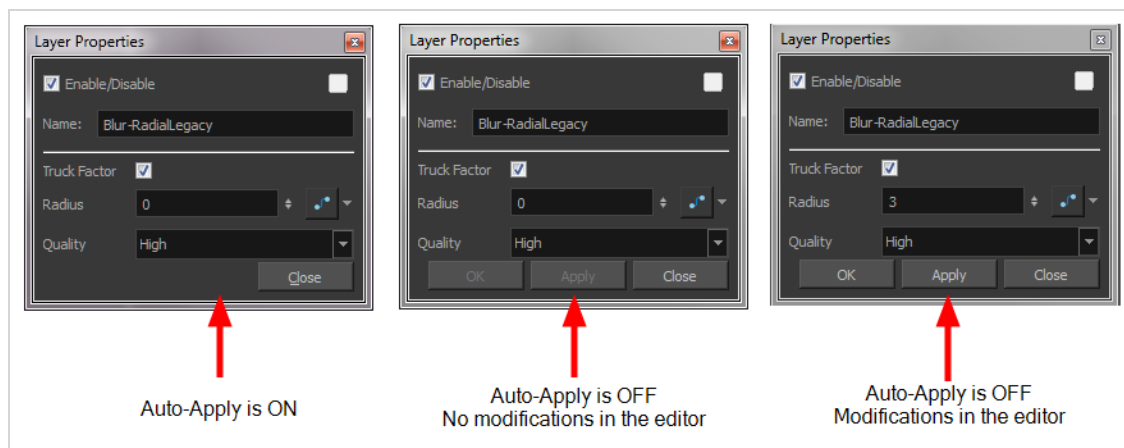 Layer Properties
Enable/Disable
Name: Blur-RadialLegacy
Truck Factor
Radius 0
Quality High
Close
Auto-Apply is ON
Layer Properties
Enable/Disable
Name: Blur-RadialLegacy
Truck Factor
Radius 0
Quality High
OK Apply Close
Auto-Apply is OFF
No modifications in the editor
Layer Properties
Enable/Disable
Name: Blur-RadialLegacy
Truck Factor
Radius 3
Quality High
OK Apply Close
Auto-Apply is OFF
Modifications in the editor